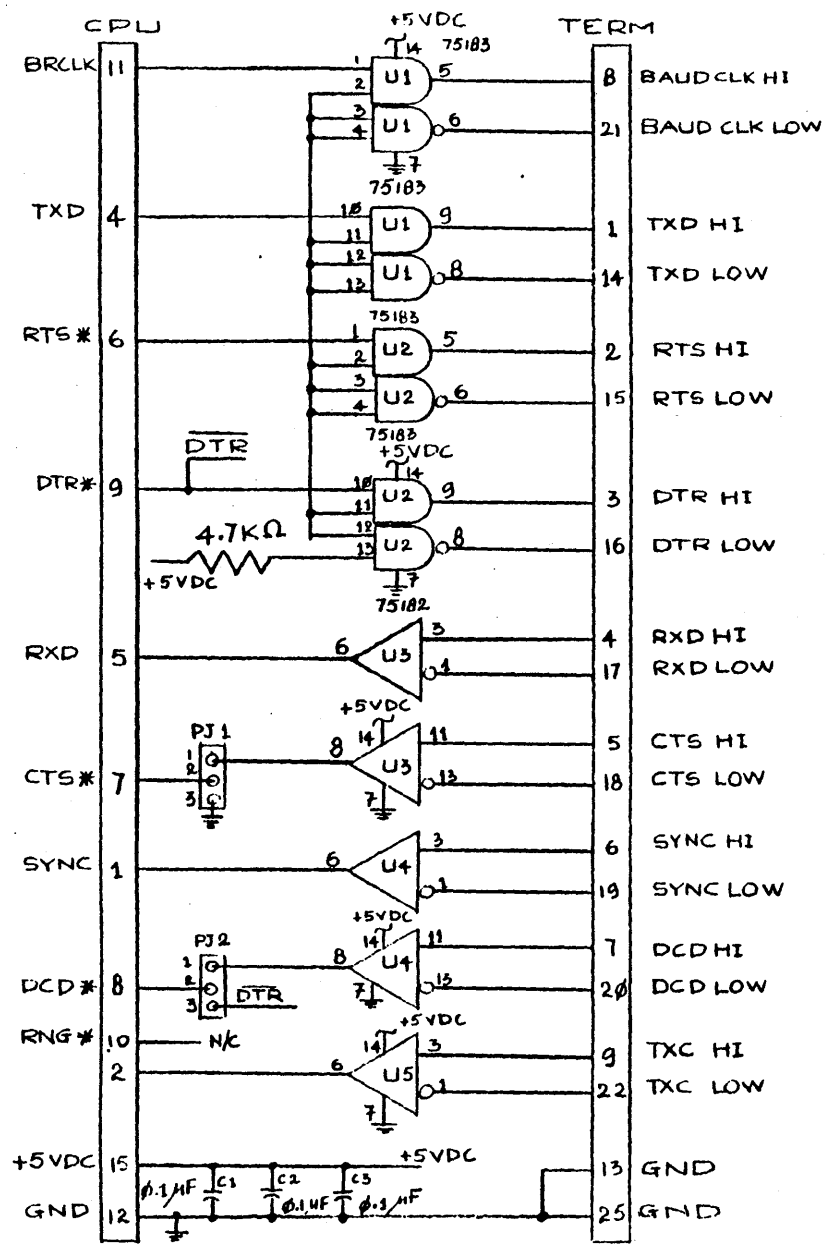 CPU +5VDC TERM
14 75183
BRCLK 11 1 U1 5 8 BAUDCLK HI
2
3 U1 6 21 BAUD CLK LOW
4
7
75183
TXD 4 10 U1 9 1 TXD HI
11
12 U1 8 14 TXD LOW
13
75183
RTS* 6 1 U2 5 2 RTS HI
2
3 U2 6 15 RTS LOW
4
75183
+5VDC
DTR 14
DTR* 9 10 U2 9 3 DTR HI
11
12 U2 8 16 DTR LOW
4.7KΩ 13
+5VDC 7
75182
RXD 5 6 U3 3 4 RXD HI
1 17 RXD LOW
+5VDC
PJ1 14
1 8 U3 11 5 CTS HI
CTS* 7 2 13 18 CTS LOW
3 7
SYNC 1 6 U4 3 6 SYNC HI
1 19 SYNC LOW
+5VDC
PJ2 14
1 8 U4 11 7 DCD HI
DCD* 8 2 13 20 DCD LOW
3 DTR 7
+5VDC
RNG* 10 N/C 14
2 6 U5 3 9 TXC HI
1 22 TXC LOW
7
+5VDC 15 +5VDC 13 GND
0.1µF C1 C2 0.1µF C3 0.1µF
GND 12 25 GND